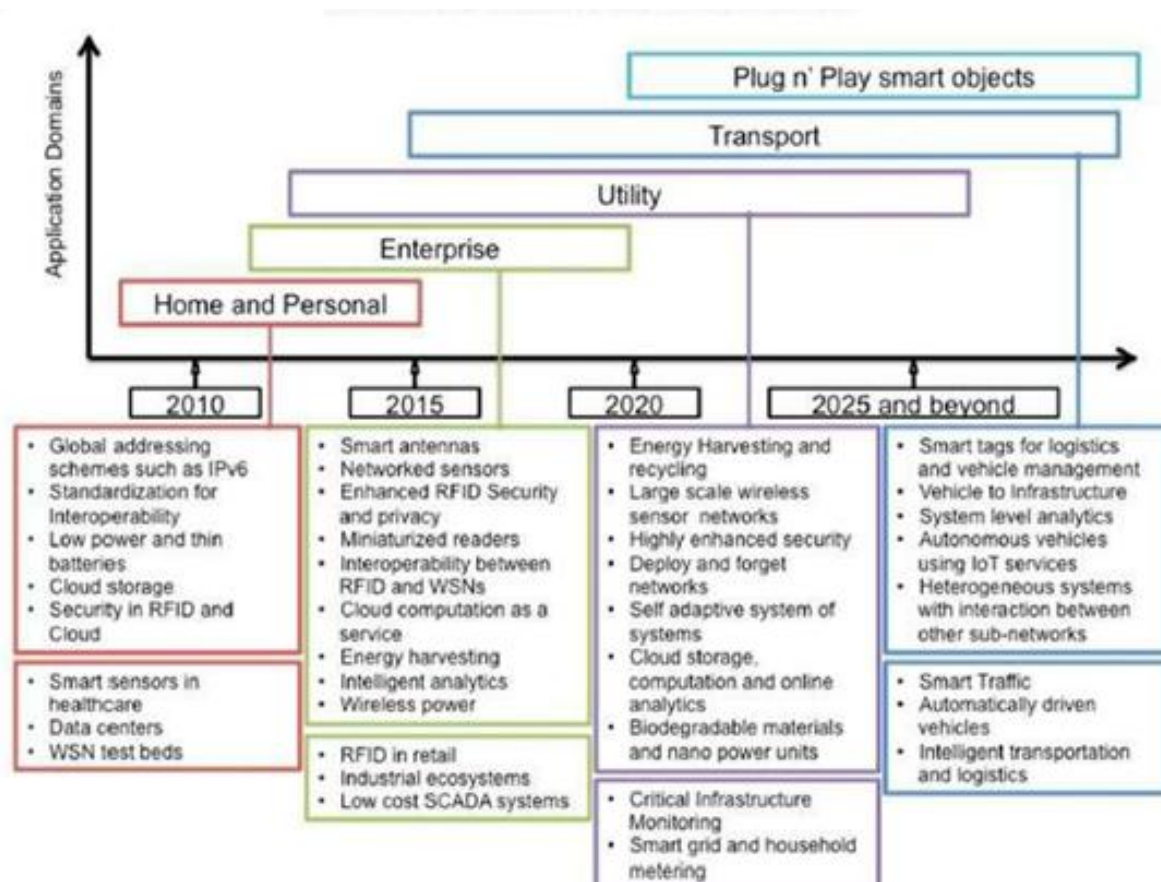 Application Domains
Plug n` Play smart objects
Transport
Utility
Enterprise
Home and Personal
2010
2015
2020
2025 and beyond
• Global addressing
schemes such as IPv6
• Standardization for
Interoperability
• Low power and thin
batteries
• Cloud storage
• Security in RFID and
Cloud
• Smart sensors in
healthcare
• Data centers
• WSN test beds
• Smart antennas
• Networked sensors
• Enhanced RFID Security
and privacy
• Miniaturized readers
• Interoperability between
RFID and WSNs
• Cloud computation as a
service
• Energy harvesting
• Intelligent analytics
• Wireless power
• RFID in retail
• Industrial ecosystems
• Low cost SCADA systems
• Energy Harvesting and
recycling
• Large scale wireless
sensor networks
• Highly enhanced security
• Deploy and forget
networks
• Self adaptive system of
systems
• Cloud storage,
computation and online
analytics
• Biodegradable materials
and nano power units
• Critical Infrastructure
Monitoring
• Smart grid and household
metering
• Smart tags for logistics
and vehicle management
• Vehicle to Infrastructure
• System level analytics
• Autonomous vehicles
using IoT services
• Heterogeneous systems
with interaction between
other sub-networks
• Smart Traffic
• Automatically driven
vehicles
• Intelligent transportation
and logistics